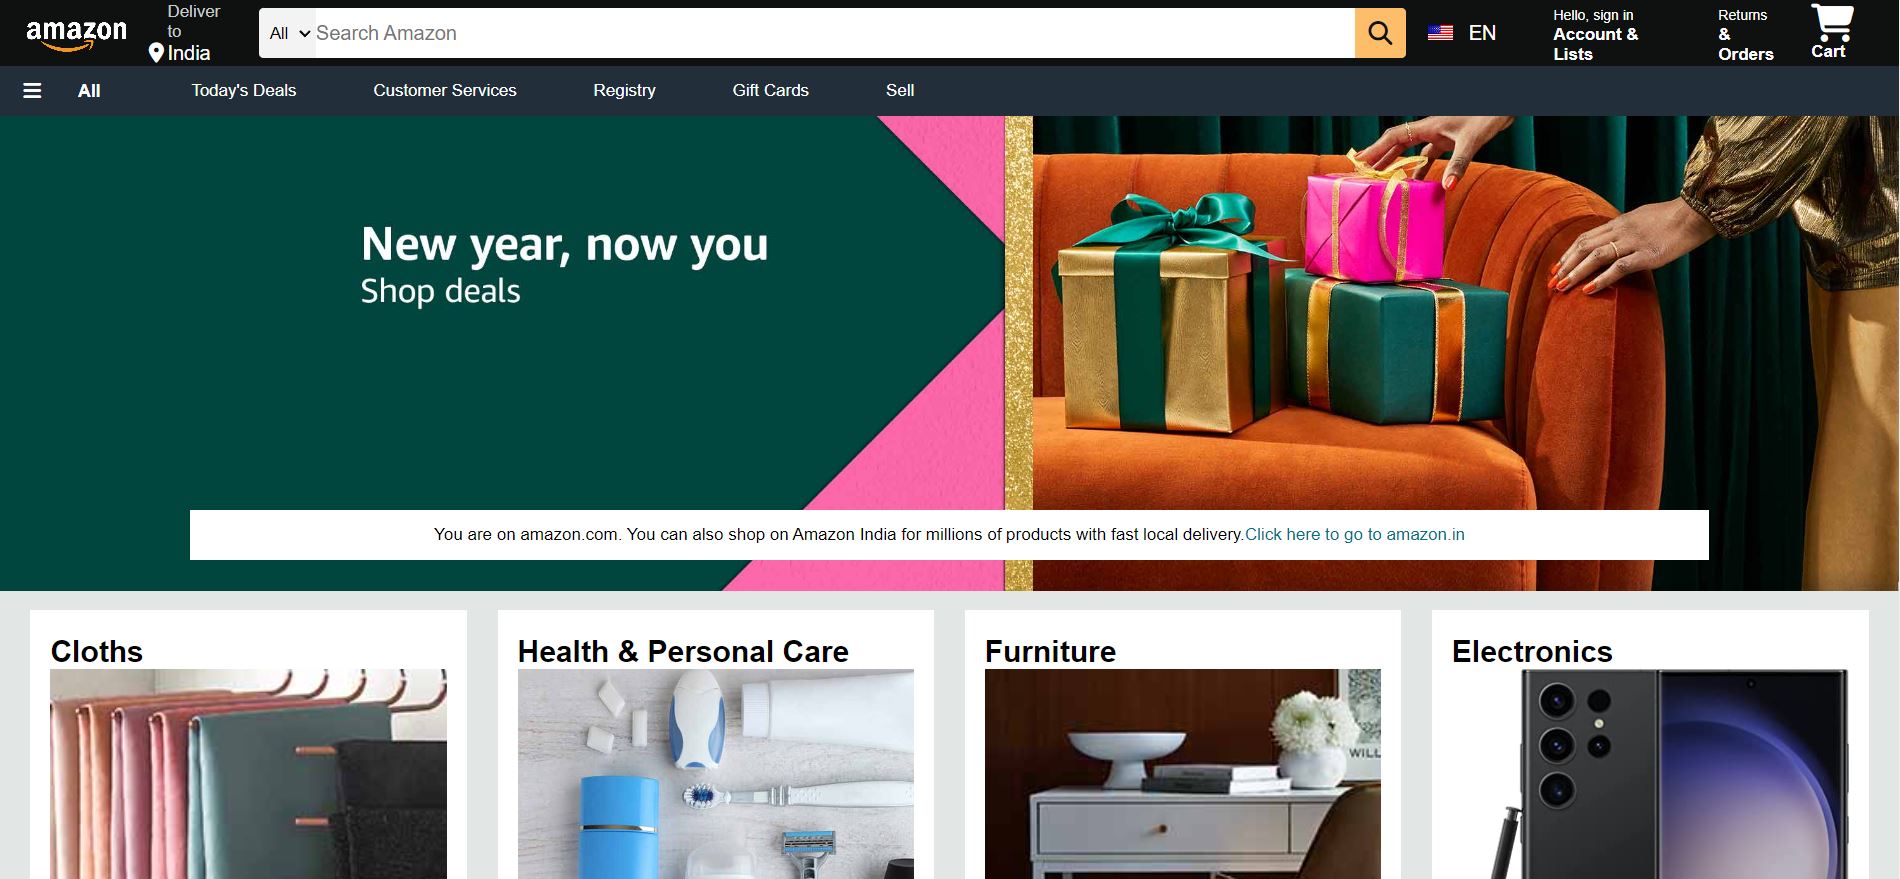 amazon
Deliver
to
India
All
Search Amazon
EN
Hello, sign in
Account &
Lists
Returns
&
Orders
Cart
All
Today's Deals
Customer Services
Registry
Gift Cards
Sell
New year, now you
Shop deals
You are on amazon.com. You can also shop on Amazon India for millions of products with fast local delivery.Click here to go to amazon.in
Cloths
Health & Personal Care
Furniture
Electronics
WILL